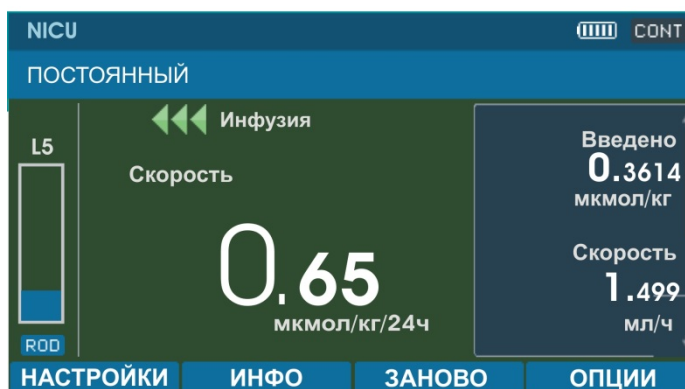 NICU
CONT
ПОСТОЯННЫЙ
L5
Инфузия
Скорость
0.65
мкмол/кг/24ч
Введено
0.3614
мкмол/кг
Скорость
1.499
мл/ч
ROD
НАСТРОЙКИ ИНФО ЗАНОВО ОПЦИИ